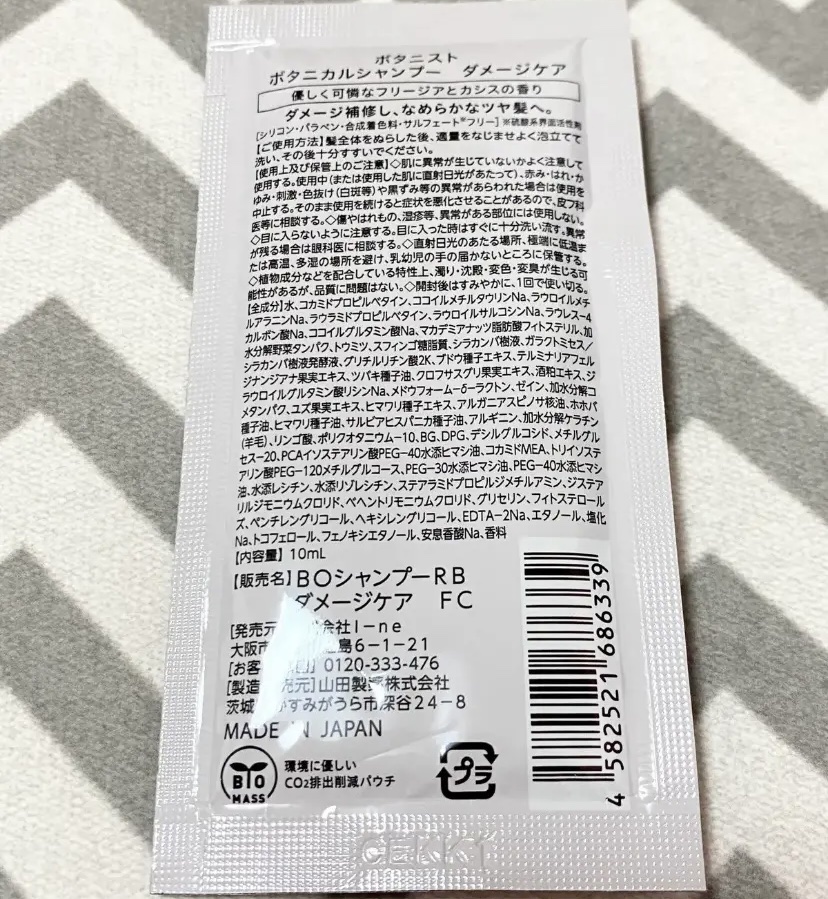 ボタニスト
ボタニカルシャンプー ダメージケア
優しく可憐なフリージアとカシスの香り
ダメージ補修し、なめらかなツヤ髪へ。
[シリコン・パラベン・合成着色料・サルフェート※フリー] ※硫酸系界面活性剤
【ご使用方法】髪全体をぬらした後、適量をなじませよく泡立てて
洗い、その後十分すすいでください。
【使用上及び保管上のご注意】◇肌に異常が生じていないかよく注意して
使用する。使用中(または使用した肌に直射日光があたって)、赤み・はれ・か
ゆみ・刺激・色抜け(白斑等)や黒ずみ等の異常があらわれた場合は使用を
中止する。そのまま使用を続けると症状を悪化させることがあるので、皮フ科
医等に相談する。◇傷やはれもの、湿疹等、異常がある部位には使用しない。
◇目に入らないように注意する。目に入った時はすぐに十分洗い流す。異常
が残る場合は眼科医に相談する。◇直射日光のあたる場所、極端に低温ま
たは高温、多湿の場所を避け、乳幼児の手の届かないところに保管する。
◇植物成分などを配合している特性上、濁り・沈殿・変色・変臭が生じる可
能性があるが、品質に問題はない。◇開封後はすみやかに、1回で使い切る。
【全成分】水、コカミドプロピルベタイン、ココイルメチルタウリンNa、ラウロイルメチ
ルアラニンNa、ラウラミドプロピルベタイン、ラウロイルサルコシンNa、ラウレス-4
カルボン酸Na、ココイルグルタミン酸Na、マカデミアナッツ脂肪酸フィトステリル、加
水分解野菜タンパク、トウミツ、スフィンゴ糖脂質、シラカンバ樹液、ガラクトミセス/
シラカンバ樹液発酵液、グリチルリチン酸2K、ブドウ種子エキス、テルミナリアフェル
ジナンジアナ果実エキス、ツバキ種子油、クロフサスグリ果実エキス、酒粕エキス、ジ
ラウロイルグルタミン酸リシンNa、メドウフォーム-δ-ラクトン、ゼイン、加水分解コ
メタンパク、ユズ果実エキス、ヒマワリ種子エキス、アルガニアスピノサ核油、ホホバ
種子油、ヒマワリ種子油、サルビアヒスパニカ種子油、アルギニン、加水分解ケラチン
(羊毛)、リンゴ酸、ポリクオタニウム-10、BG、DPG、デシルグルコシド、メチルグル
セス-20、PCAイソステアリン酸PEG-40水添ヒマシ油、コカミドMEA、トリイソステ
アリン酸PEG-120メチルグルコース、PEG-30水添ヒマシ油、PEG-40水添ヒマシ
油、水添レシチン、水添リゾレシチン、ステアラミドプロピルジメチルアミン、ジステア
リルジモニウムクロリド、ベヘントリモニウムクロリド、グリセリン、フィトステロール
ズ、ペンチレングリコール、ヘキシレングリコール、EDTA-2Na、エタノール、塩化
Na、トコフェロール、フェノキシエタノール、安息香酸Na、香料
【内容量】10mL
【販売名】BOシャンプーRB
ダメージケア FC
[発売元 会社I-ne
大阪市 島6-1-21
[お客 0120-333-476
[製造 売元]山田製薬株式会社
茨城 かすみがうら市深谷24-8
MADE IN JAPAN
BIO
MASS
環境に優しい
CO2排出削減パウチ
プラ
4 582521 686339